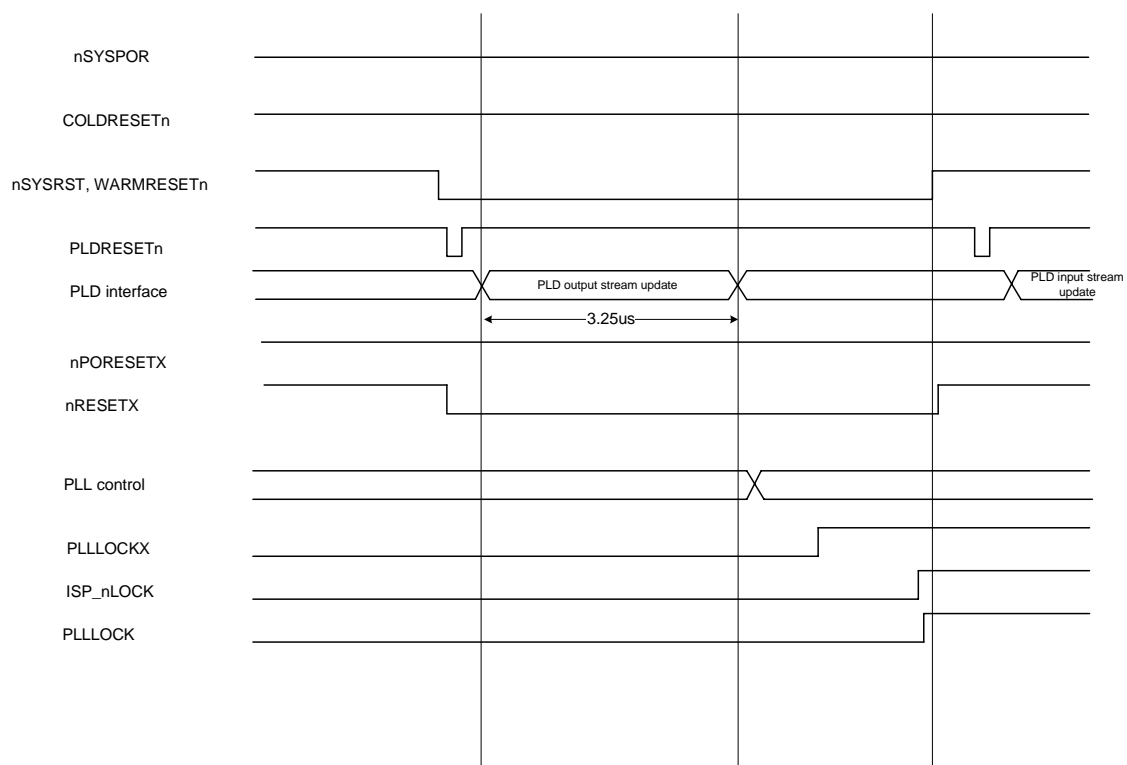 nSYSPOR
COLDRESETn
nSYSRST, WARMRESETn
PLDRESETn
PLD interface
PLD output stream update
PLD input stream
update
3.25us
nPORESETX
nRESETX
PLL control
PLLLOCKX
ISP_nLOCK
PLLLOCK